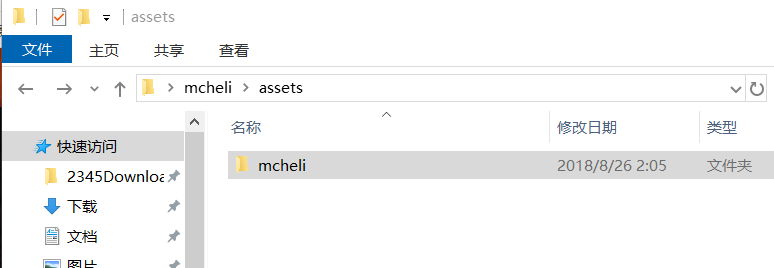 assets
文件 主页 共享 查看
mcheli assets
名称 修改日期 类型
快速访问
mcheli 2018/8/26 2:05 文件夹
2345Downloa
下载
文档
图片